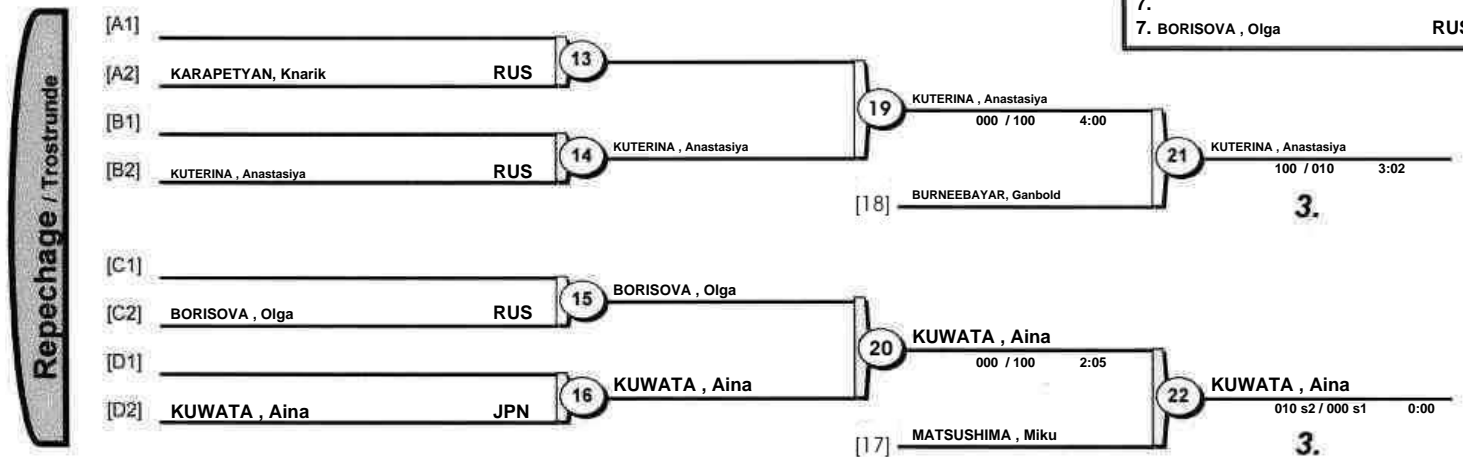 7.
7. BORISOVA , Olga RUS
Repechage / Trostrunde
[A1]
[A2] KARAPETYAN, Knarik RUS
13
[B1]
[B2] KUTERINA , Anastasiya RUS
14
KUTERINA , Anastasiya
19
KUTERINA , Anastasiya
000 / 100 4:00
[18] BURNEEBAYAR, Ganbold
21
KUTERINA , Anastasiya
100 / 010 3:02
3.
[C1]
[C2] BORISOVA , Olga RUS
15
BORISOVA , Olga
[D1]
[D2] KUWATA , Aina JPN
16
KUWATA , Aina
20
KUWATA , Aina
000 / 100 2:05
[17] MATSUSHIMA , Miku
22
KUWATA , Aina
010 s2 / 000 s1 0:00
3.